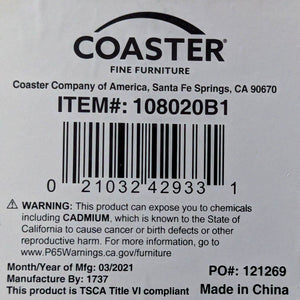 COASTER®
FINE FURNITURE
Coaster Company of America, Santa Fe Springs, CA 90670
ITEM#: 108020B1
0 21032 42933 1
⚠ WARNING: This product can expose you to chemicals
including CADMIUM, which is known to the State of
California to cause cancer or birth defects or other
reproductive harm. For more information, go to
www.P65Warnings.ca.gov/furniture
Month/Year of Mfg: 03/2021
PO#: 121269
Manufacture By: 1737
Made in China
This product is TSCA Title VI compliant